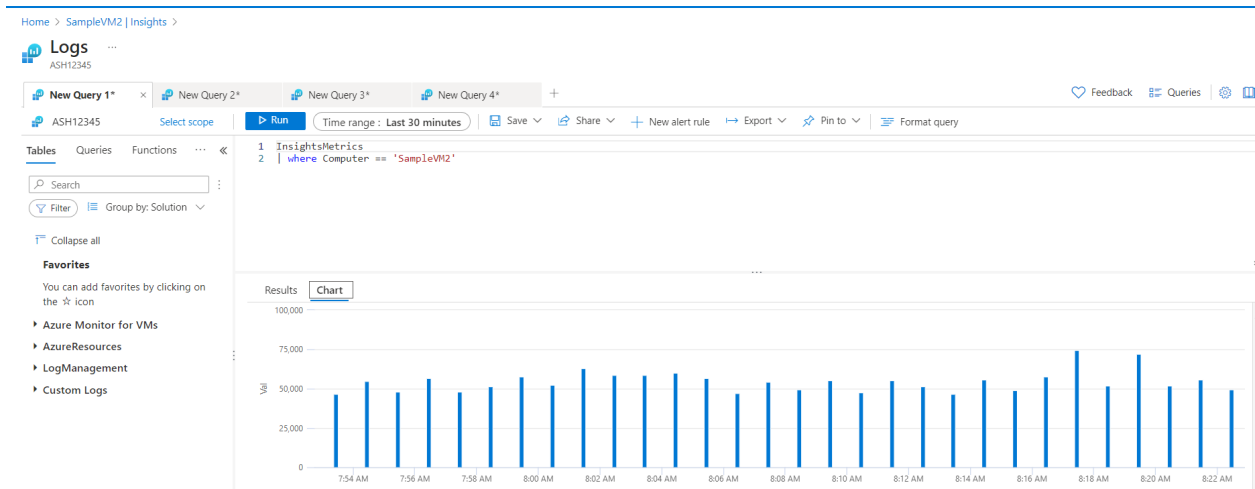 Home > SampleVM2 | Insights >
Logs ...
ASH12345
New Query 1* × New Query 2* New Query 3* New Query 4* +
Feedback Queries
ASH12345 Select scope Run Time range : Last 30 minutes Save Share New alert rule Export Pin to Format query
Tables Queries Functions ... «
1 InsightsMetrics
2 | where Computer == 'SampleVM2'
Search
Filter Group by: Solution
Collapse all
Favorites
You can add favorites by clicking on
the ☆ icon
Azure Monitor for VMs
AzureResources
LogManagement
Custom Logs
...
Results Chart
100,000
75,000
50,000
25,000
0
Val
7:54 AM 7:56 AM 7:58 AM 8:00 AM 8:02 AM 8:04 AM 8:06 AM 8:08 AM 8:10 AM 8:12 AM 8:14 AM 8:16 AM 8:18 AM 8:20 AM 8:22 AM